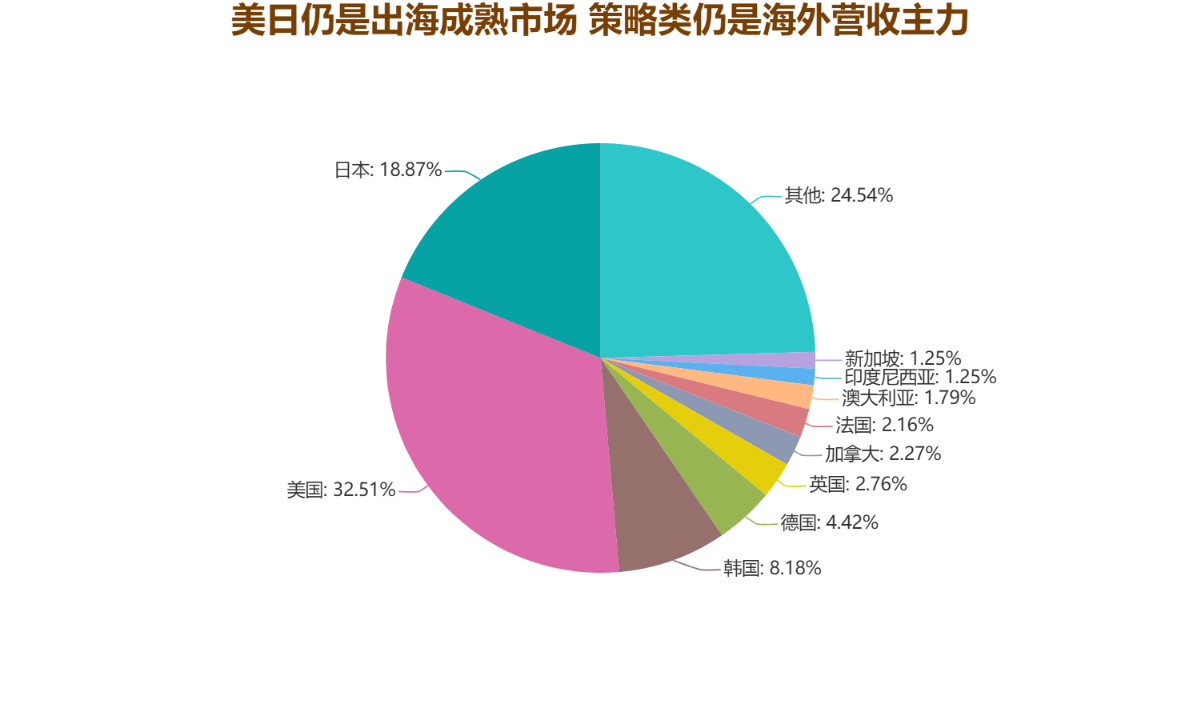 美日仍是出海成熟市场 策略类仍是海外营收主力
日本: 18.87%
其他: 24.54%
新加坡: 1.25%
印度尼西亚: 1.25%
澳大利亚: 1.79%
法国: 2.16%
加拿大: 2.27%
英国: 2.76%
美国: 32.51%
德国: 4.42%
韩国: 8.18%